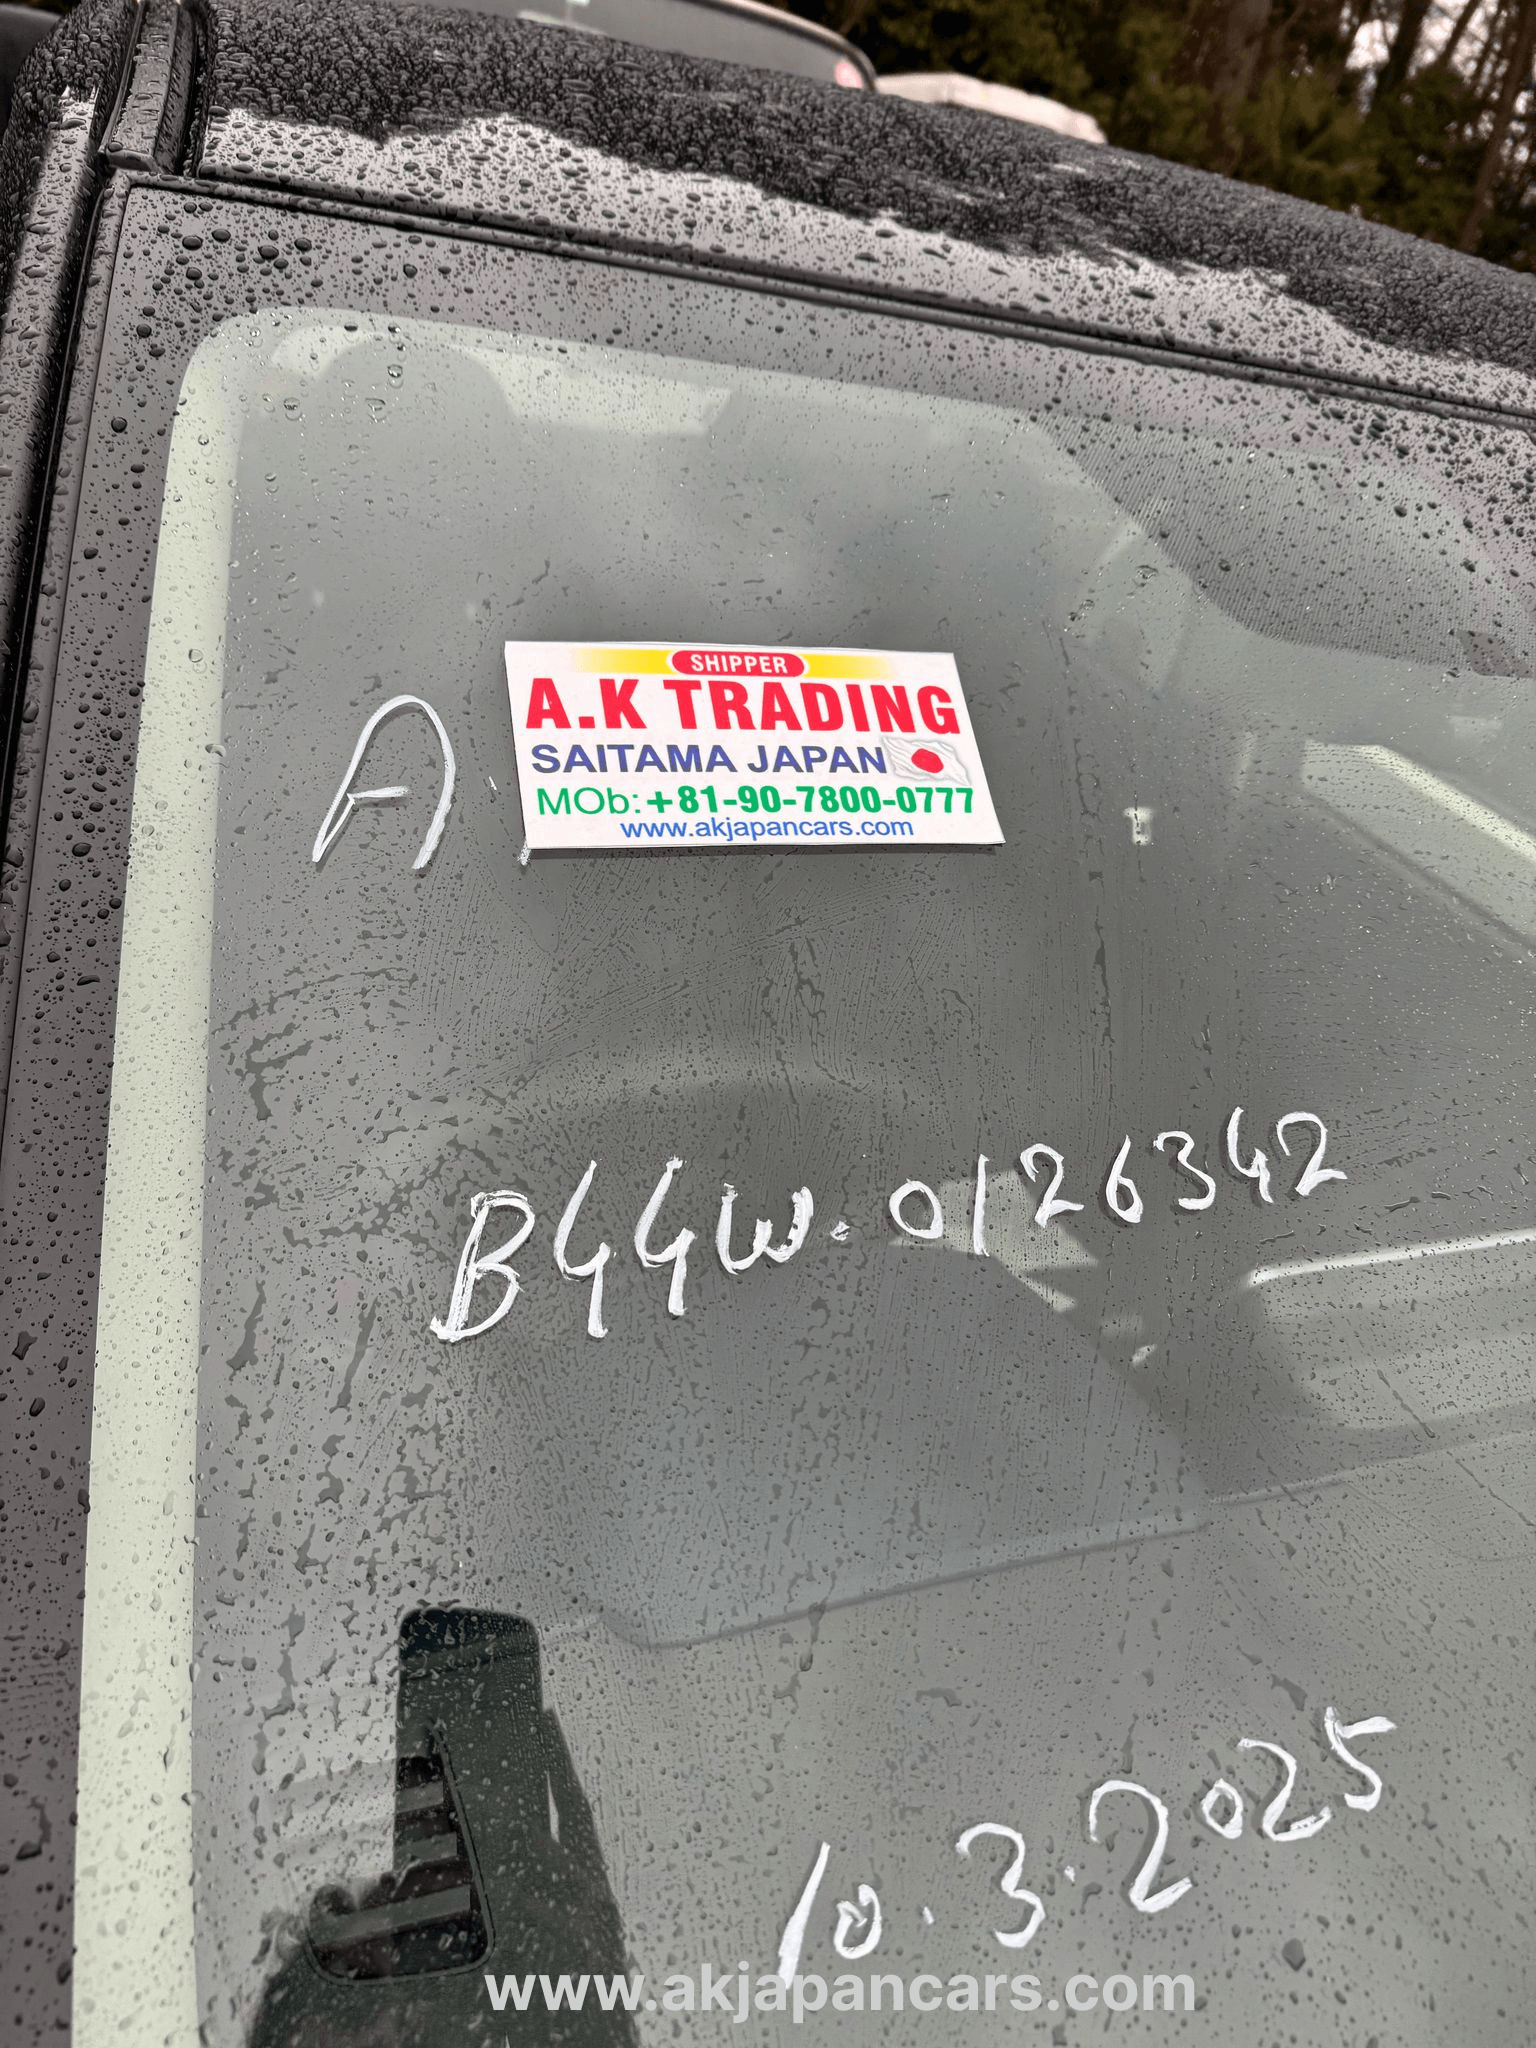 SHIPPER
A.K TRADING
SAITAMA JAPAN
MOb:+81-90-7800-0777
www.akjapancars.com
A
B44W.0126342
10.3.2025
www.akjapancars.com